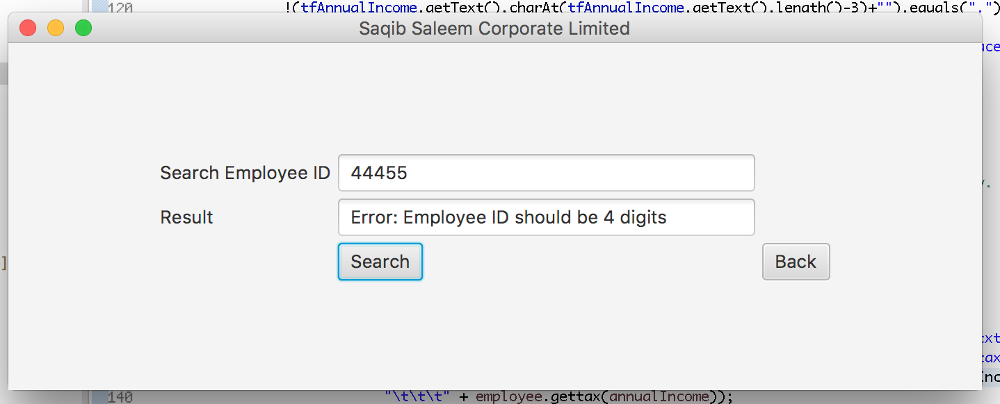 120 !(tfAnnualIncome.getText().charAt(tfAnnualIncome.getText().length()-3)+"").equals(".")
Saqib Saleem Corporate Limited
Search Employee ID 44455
Result Error: Employee ID should be 4 digits
]
Search Back
140 "\t\t\t" + employee.gettax(annualIncome));